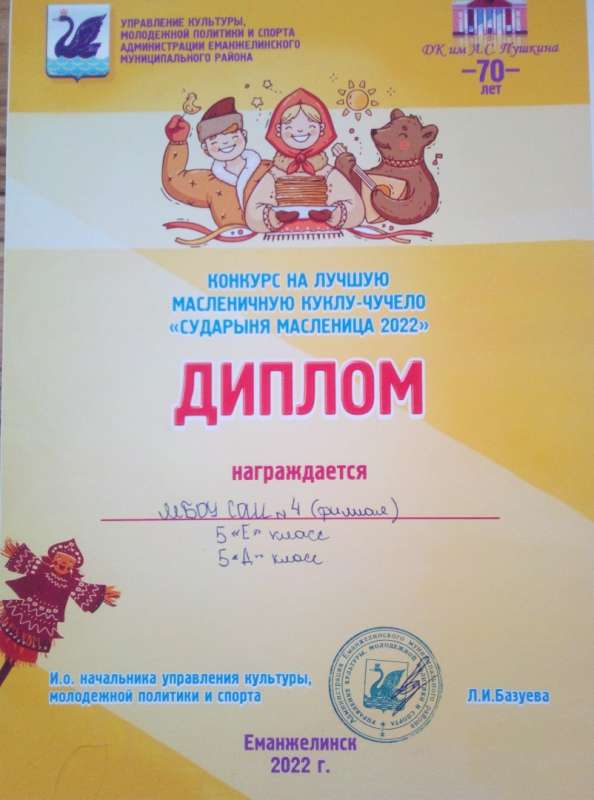 УПРАВЛЕНИЕ КУЛЬТУРЫ,
МОЛОДЕЖНОЙ ПОЛИТИКИ И СПОРТА
АДМИНИСТРАЦИИ ЕМАНЖЕЛИНСКОГО
МУНИЦИПАЛЬНОГО РАЙОНА
ДК им А.С. Пушкина
–70–
лет
КОНКУРС НА ЛУЧШУЮ
МАСЛЕНИЧНУЮ КУКЛУ-ЧУЧЕЛО
«СУДАРЫНЯ МАСЛЕНИЦА 2022»
ДИПЛОМ
награждается
МБОУ СОШ №4 (филиал)
5 «Е» класс
5 «Д» класс
И.о. начальника управления культуры,
молодежной политики и спорта
Л.И.Базуева
Еманжелинск
2022 г.